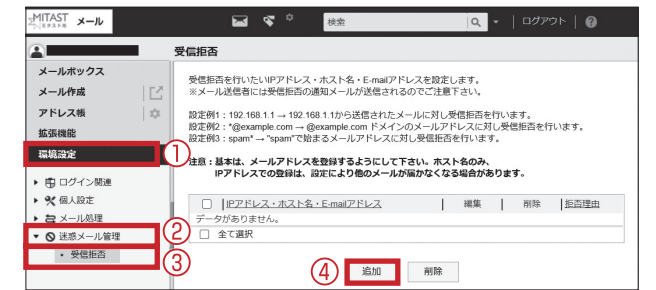 MITAST メール
ミタスト株
検索
ログアウト
?
受信拒否
メールボックス
メール作成
アドレス帳
拡張機能
環境設定
①
ログイン関連
個人設定
メール処理
迷惑メール管理
②
・ 受信拒否
③
受信拒否を行いたいIPアドレス・ホスト名・E-mailアドレスを設定します。
※メール送信者には受信拒否の通知メールが送信されるのでご注意下さい。
設定例1：192.168.1.1 → 192.168.1.1から送信されたメールに対し受信拒否を行います。
設定例2：*@example.com → @example.com ドメインのメールアドレスに対し受信拒否を行います。
設定例3：spam* → "spam"で始まるメールアドレスに対し受信拒否を行います。
注意：基本は、メールアドレスを登録するようにして下さい。ホスト名のみ、
IPアドレスでの登録は、設定により他のメールが届かなくなる場合があります。
IPアドレス・ホスト名・E-mailアドレス 編集 削除 拒否理由
データがありません。
全て選択
④ 追加 削除